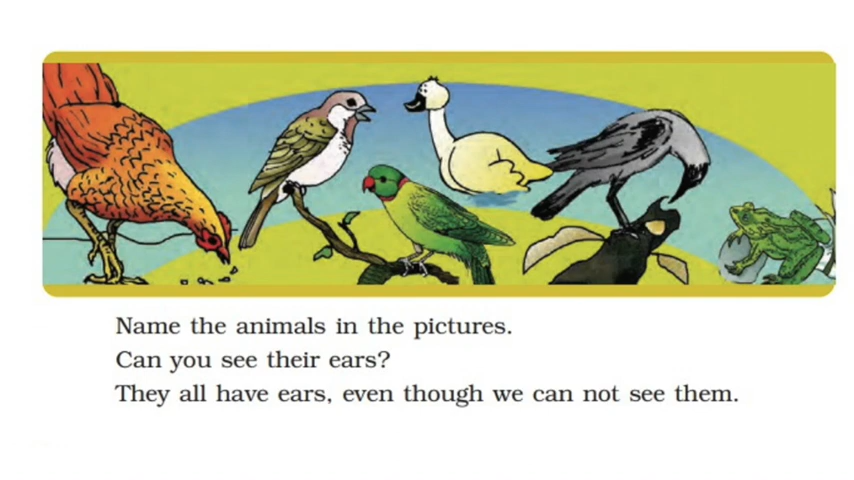 Name the animals in the pictures.
Can you see their ears?
They all have ears, even though we can not see them.